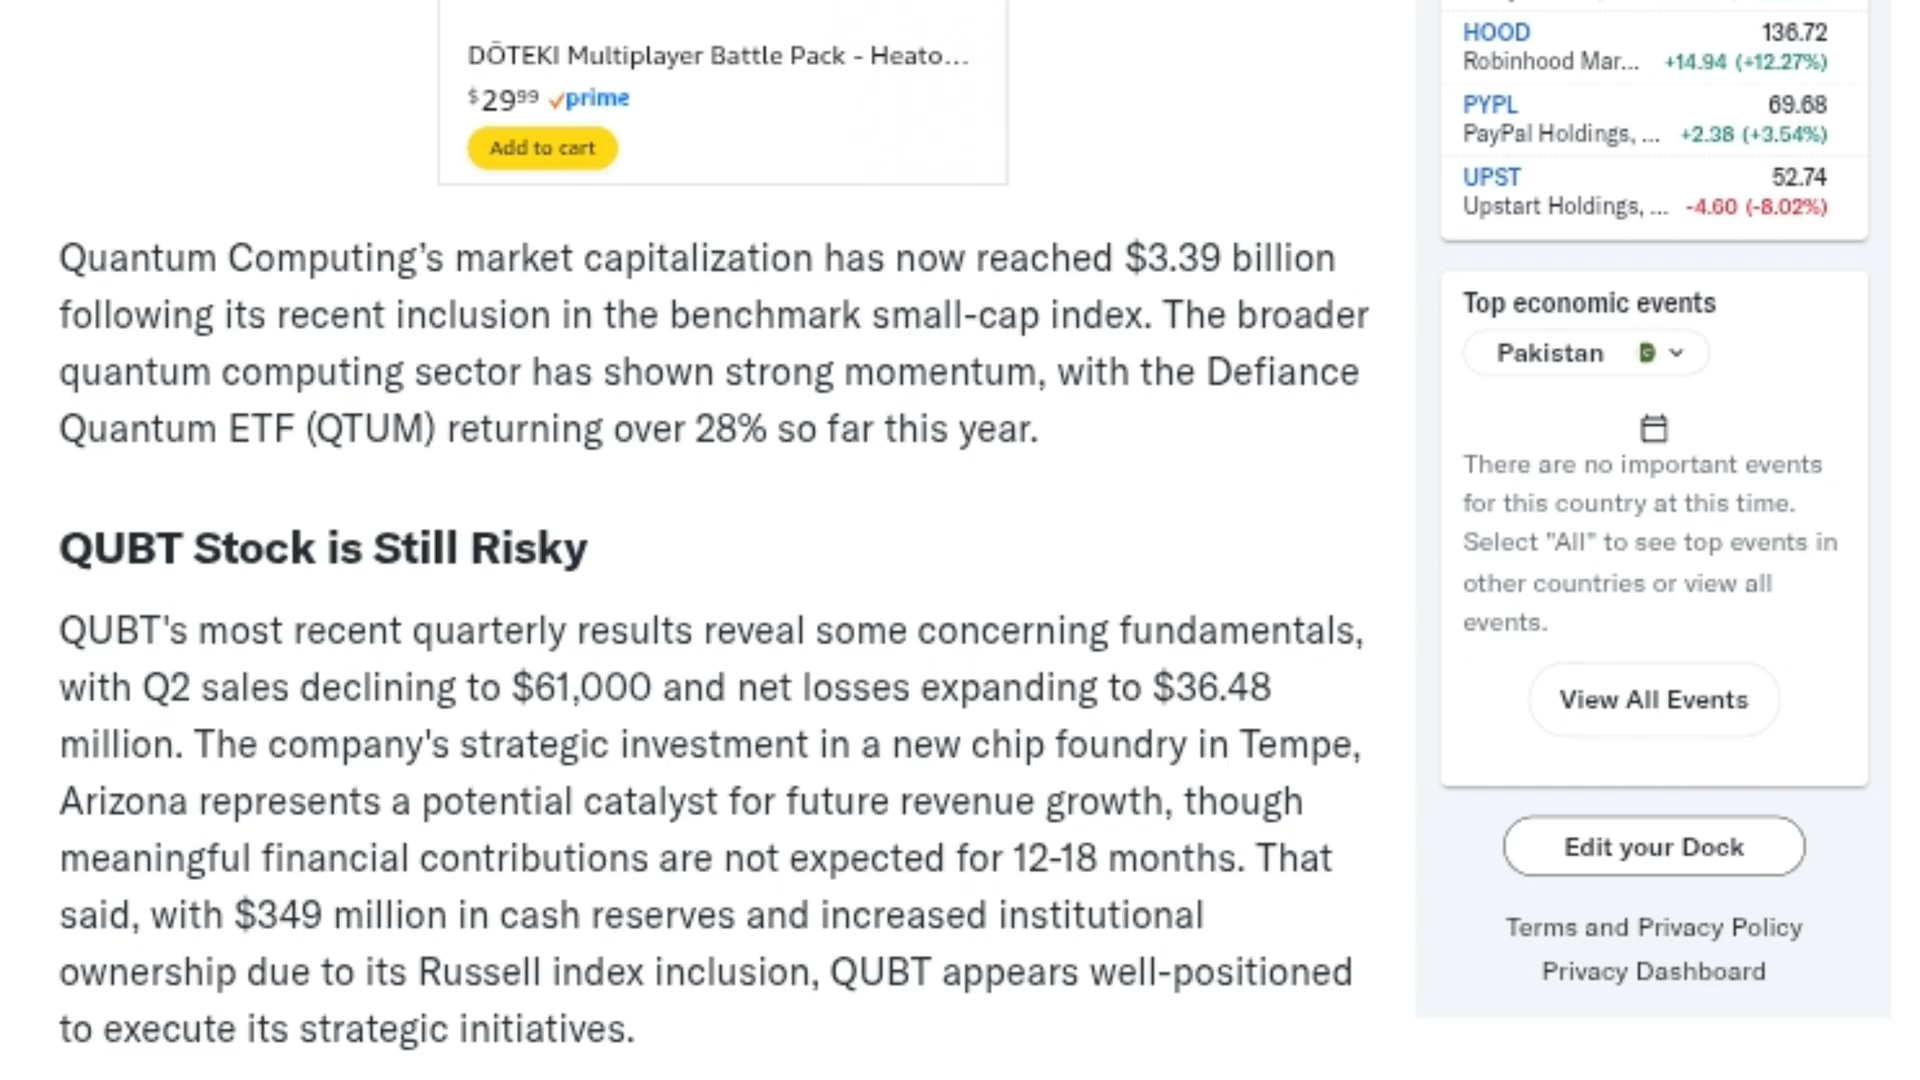 DŌTEKI Multiplayer Battle Pack - Heato...
$2999 prime
Add to cart
Quantum Computing’s market capitalization has now reached $3.39 billion
following its recent inclusion in the benchmark small-cap index. The broader
quantum computing sector has shown strong momentum, with the Defiance
Quantum ETF (QTUM) returning over 28% so far this year.
QUBT Stock is Still Risky
QUBT's most recent quarterly results reveal some concerning fundamentals,
with Q2 sales declining to $61,000 and net losses expanding to $36.48
million. The company's strategic investment in a new chip foundry in Tempe,
Arizona represents a potential catalyst for future revenue growth, though
meaningful financial contributions are not expected for 12-18 months. That
said, with $349 million in cash reserves and increased institutional
ownership due to its Russell index inclusion, QUBT appears well-positioned
to execute its strategic initiatives.
HOOD 136.72
Robinhood Mar... +14.94 (+12.27%)
PYPL 69.68
PayPal Holdings, ... +2.38 (+3.54%)
UPST 52.74
Upstart Holdings, ... -4.60 (-8.02%)
Top economic events
Pakistan
There are no important events
for this country at this time.
Select "All" to see top events in
other countries or view all
events.
View All Events
Edit your Dock
Terms and Privacy Policy
Privacy Dashboard